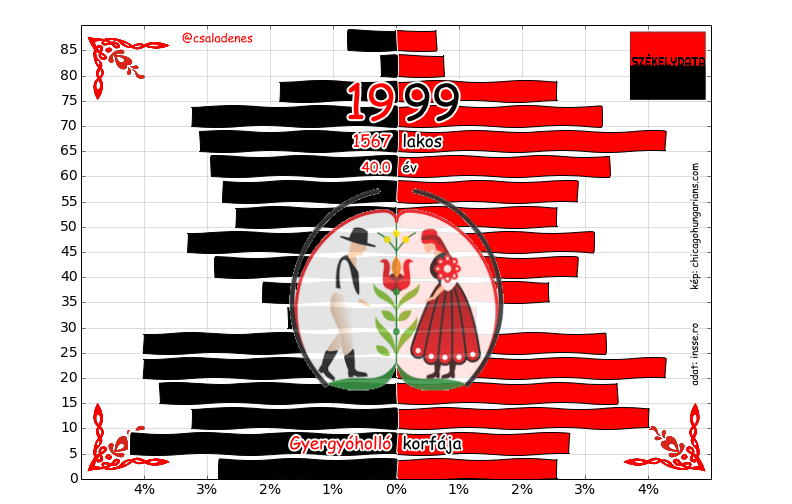 @csaladenes
SZÉKELYDATA
1999
1567 lakos
40.0 év
kép: chicagohungarians.com
adat: insse.ro
Gyergyóholló korfája
85
80
75
70
65
60
55
50
45
40
35
30
25
20
15
10
5
0
4% 3% 2% 1% 0% 1% 2% 3% 4%